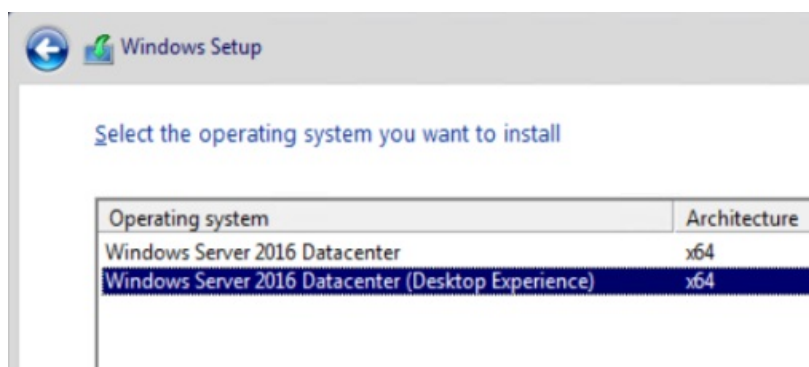 Windows Setup
Select the operating system you want to install
Operating system Architecture
Windows Server 2016 Datacenter x64
Windows Server 2016 Datacenter (Desktop Experience) x64